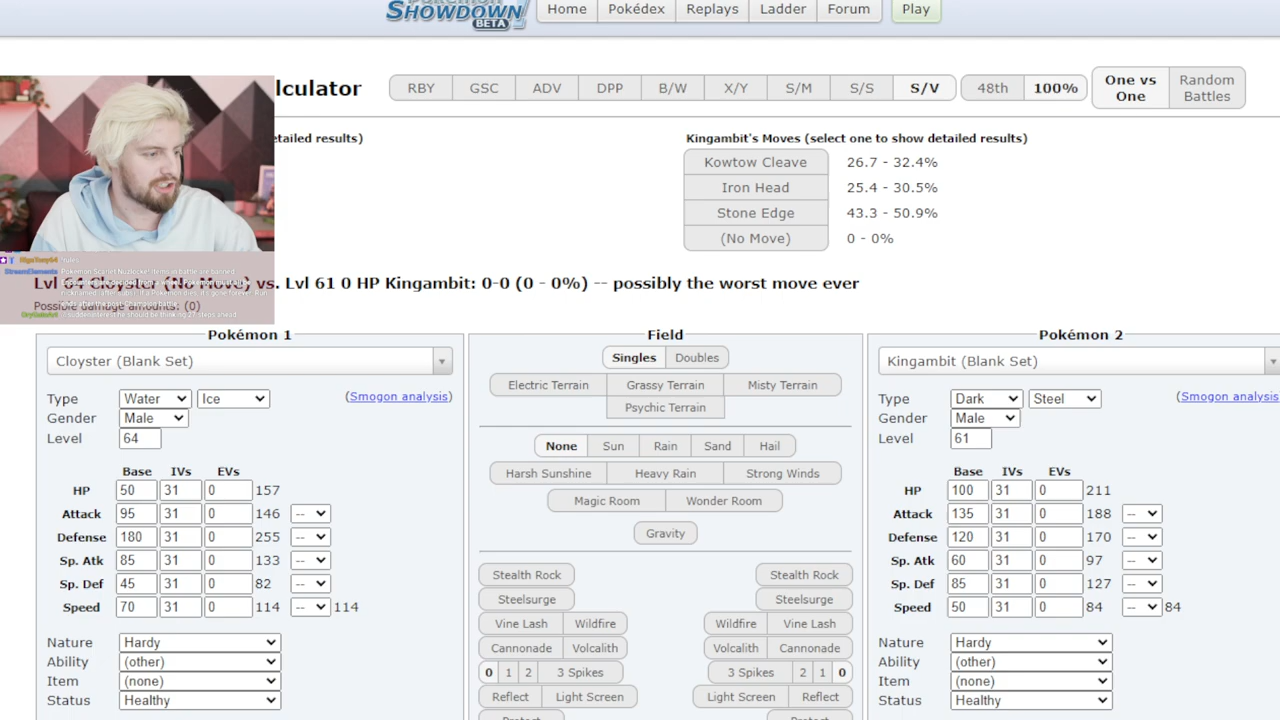 SHOWDOWN
BETA
Home Pokédex Replays Ladder Forum Play
lculator
RBY GSC ADV DPP B/W X/Y S/M S/S S/V 48th 100% One vs One Random Battles
etailed results)
Kingambit's Moves (select one to show detailed results)
Kowtow Cleave 26.7 - 32.4%
Iron Head 25.4 - 30.5%
Stone Edge 43.3 - 50.9%
(No Move) 0 - 0%
Lvl 64 Cloyster (No Move) vs. Lvl 61 0 HP Kingambit: 0-0 (0 - 0%) -- possibly the worst move ever
Possible damage amounts: (0)
Pokémon 1
Cloyster (Blank Set)
Type Water Ice (Smogon analysis)
Gender Male
Level 64
Base IVs EVs
HP 50 31 0 157
Attack 95 31 0 146 --
Defense 180 31 0 255 --
Sp. Atk 85 31 0 133 --
Sp. Def 45 31 0 82 --
Speed 70 31 0 114 -- 114
Nature Hardy
Ability (other)
Item (none)
Status Healthy
Field
Singles Doubles
Electric Terrain Grassy Terrain Misty Terrain
Psychic Terrain
None Sun Rain Sand Hail
Harsh Sunshine Heavy Rain Strong Winds
Magic Room Wonder Room
Gravity
Stealth Rock Stealth Rock
Steelsurge Steelsurge
Vine Lash Wildfire Wildfire Vine Lash
Cannonade Volcalith Volcalith Cannonade
0 1 2 3 Spikes 3 Spikes 2 1 0
Reflect Light Screen Light Screen Reflect
Protect Protect
Pokémon 2
Kingambit (Blank Set)
Type Dark Steel (Smogon analysis
Gender Male
Level 61
Base IVs EVs
HP 100 31 0 211
Attack 135 31 0 188 --
Defense 120 31 0 170 --
Sp. Atk 60 31 0 97 --
Sp. Def 85 31 0 127 --
Speed 50 31 0 84 -- 84
Nature Hardy
Ability (other)
Item (none)
Status Healthy